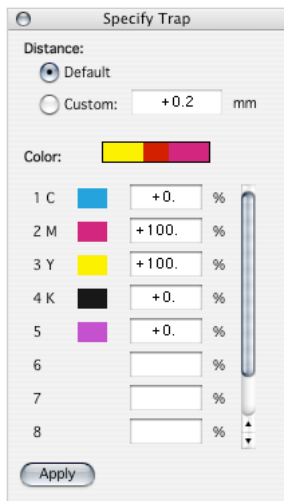 Specify Trap
Distance:
Default
Custom: +0.2 mm
Color:
1 C +0. %
2 M +100. %
3 Y +100. %
4 K +0. %
5 +0. %
6 %
7 %
8 %
Apply